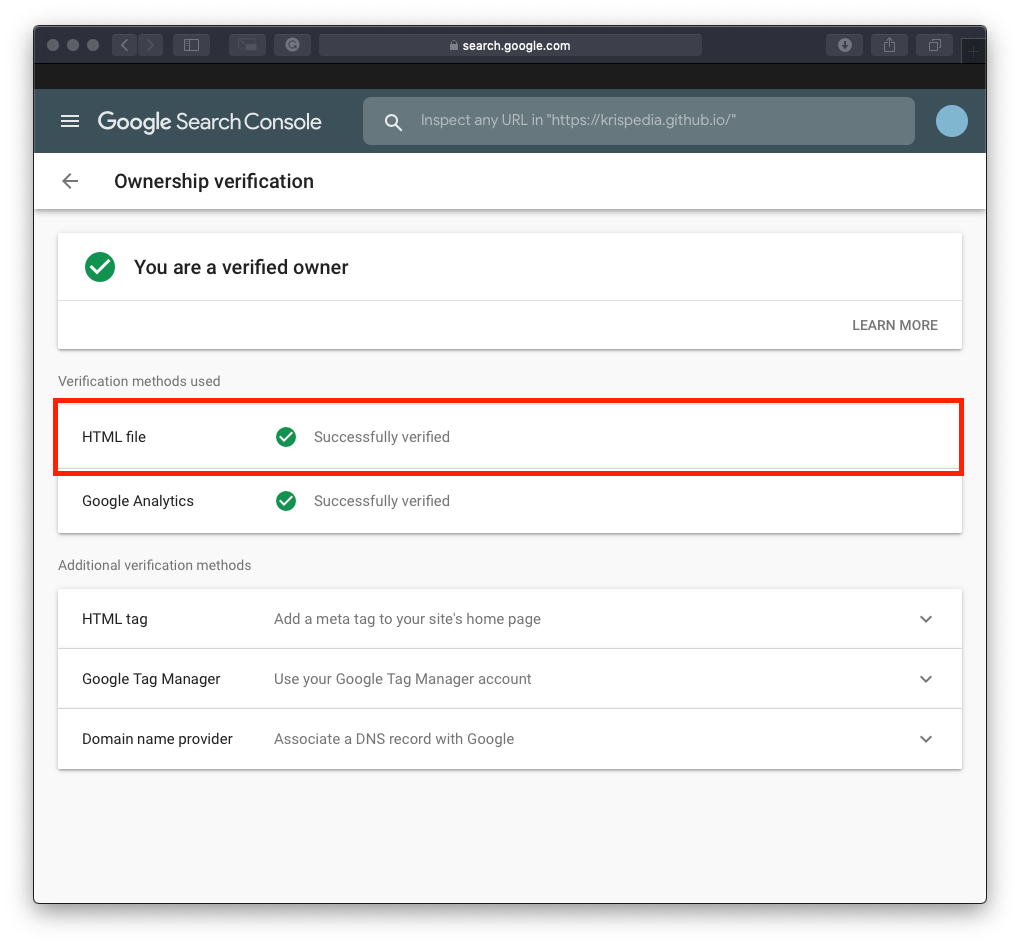 search.google.com
Google Search Console
Inspect any URL in "https://krispedia.github.io/"
Ownership verification
You are a verified owner
LEARN MORE
Verification methods used
HTML file
Successfully verified
Google Analytics
Successfully verified
Additional verification methods
HTML tag
Add a meta tag to your site's home page
Google Tag Manager
Use your Google Tag Manager account
Domain name provider
Associate a DNS record with Google